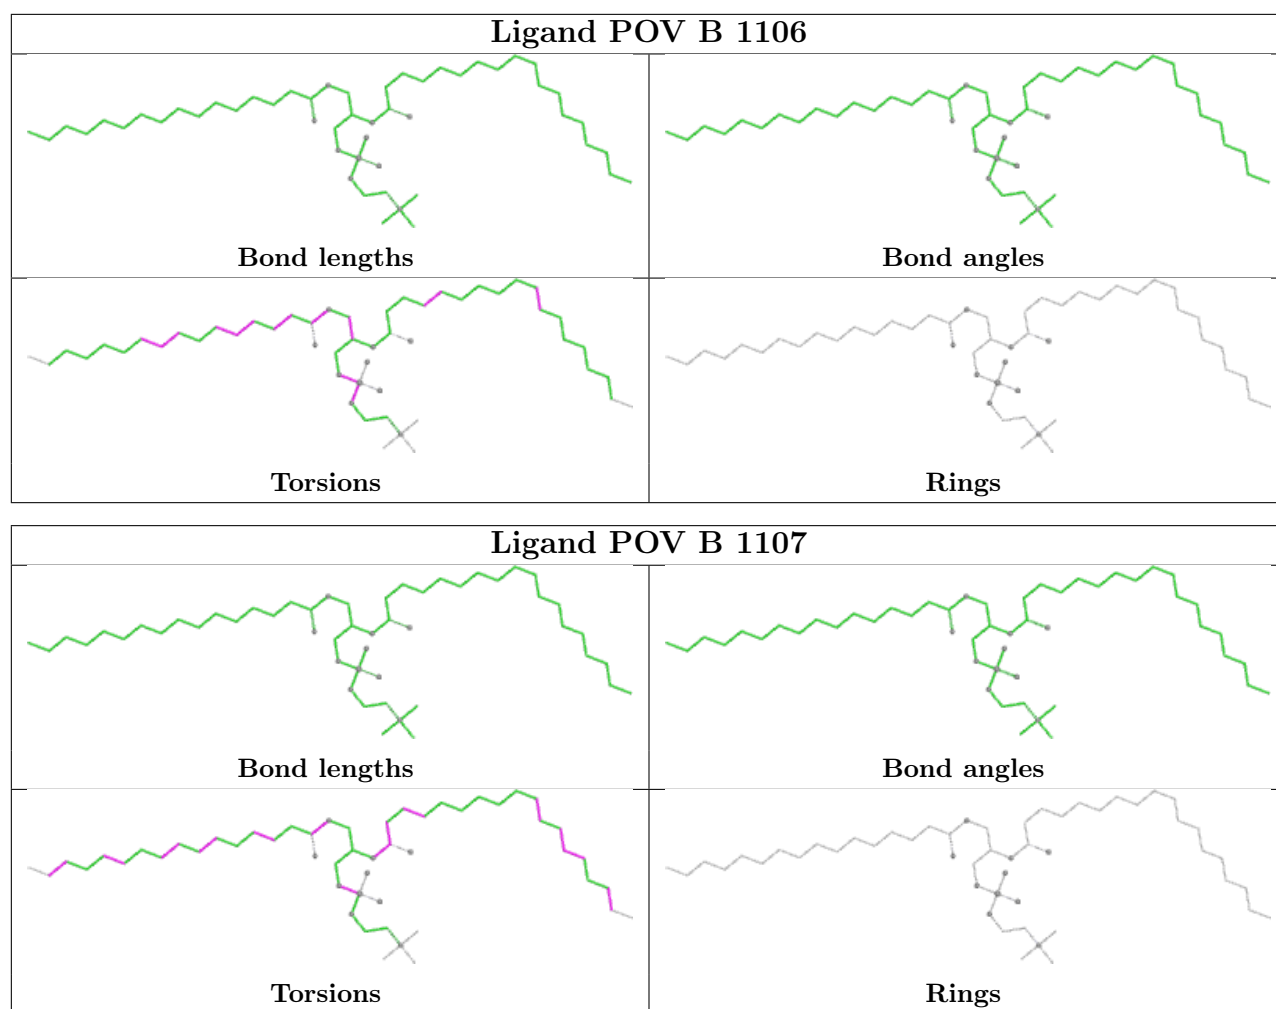 Ligand POV B 1106
Bond lengths
Bond angles
Torsions
Rings
Ligand POV B 1107
Bond lengths
Bond angles
Torsions
Rings